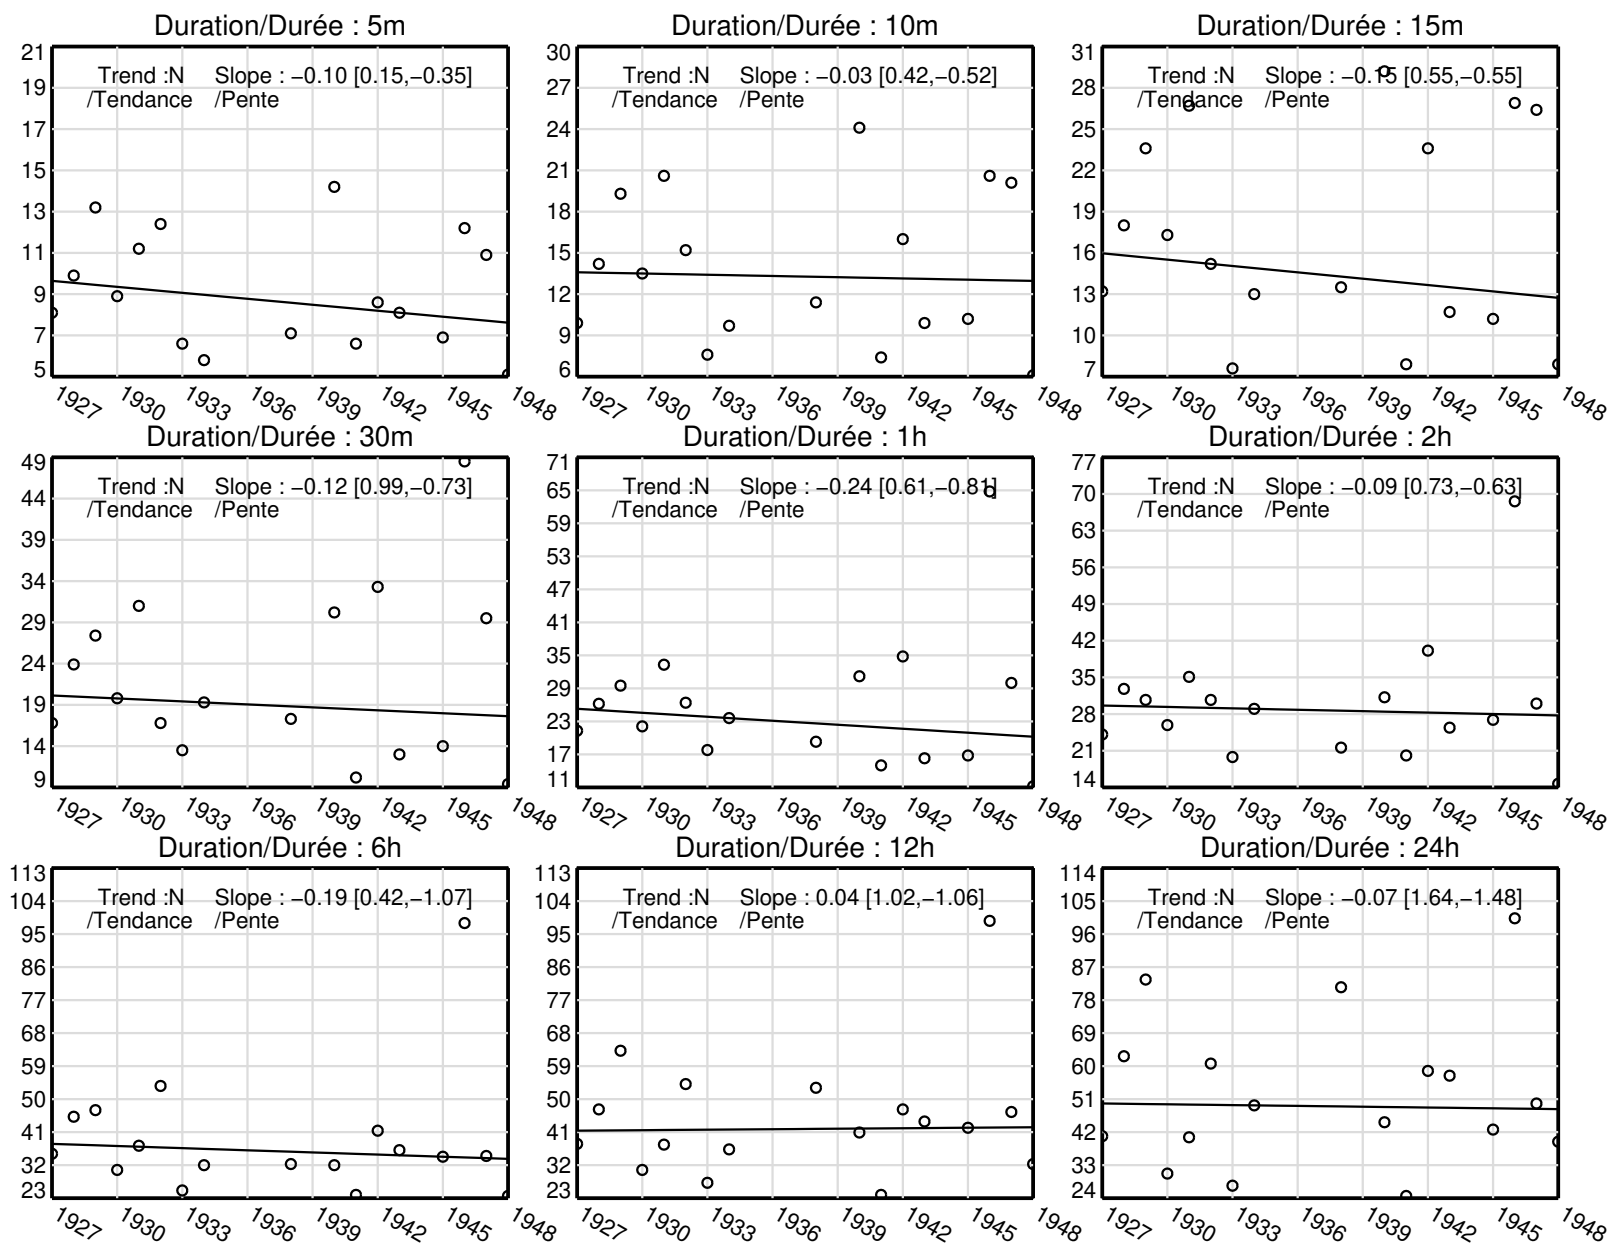 Duration/Durée : 5m
Trend :N Slope : −0.10 [0.15,−0.35]
/Tendance /Pente
21
19
17
15
13
11
9
7
5
1927 1930 1933 1936 1939 1942 1945 1948
Duration/Durée : 10m
Trend :N Slope : −0.03 [0.42,−0.52]
/Tendance /Pente
30
27
24
21
18
15
12
9
6
1927 1930 1933 1936 1939 1942 1945 1948
Duration/Durée : 15m
Trend :N Slope : −0.15 [0.55,−0.55]
/Tendance /Pente
31
28
25
22
19
16
13
10
7
1927 1930 1933 1936 1939 1942 1945 1948
Duration/Durée : 30m
Trend :N Slope : −0.12 [0.99,−0.73]
/Tendance /Pente
49
44
39
34
29
24
19
14
9
1927 1930 1933 1936 1939 1942 1945 1948
Duration/Durée : 1h
Trend :N Slope : −0.24 [0.61,−0.81]
/Tendance /Pente
71
65
59
53
47
41
35
29
23
17
11
1927 1930 1933 1936 1939 1942 1945 1948
Duration/Durée : 2h
Trend :N Slope : −0.09 [0.73,−0.63]
/Tendance /Pente
77
70
63
56
49
42
35
28
21
14
1927 1930 1933 1936 1939 1942 1945 1948
Duration/Durée : 6h
Trend :N Slope : −0.19 [0.42,−1.07]
/Tendance /Pente
113
104
95
86
77
68
59
50
41
32
23
1927 1930 1933 1936 1939 1942 1945 1948
Duration/Durée : 12h
Trend :N Slope : 0.04 [1.02,−1.06]
/Tendance /Pente
113
104
95
86
77
68
59
50
41
32
23
1927 1930 1933 1936 1939 1942 1945 1948
Duration/Durée : 24h
Trend :N Slope : −0.07 [1.64,−1.48]
/Tendance /Pente
114
105
96
87
78
69
60
51
42
33
24
1927 1930 1933 1936 1939 1942 1945 1948